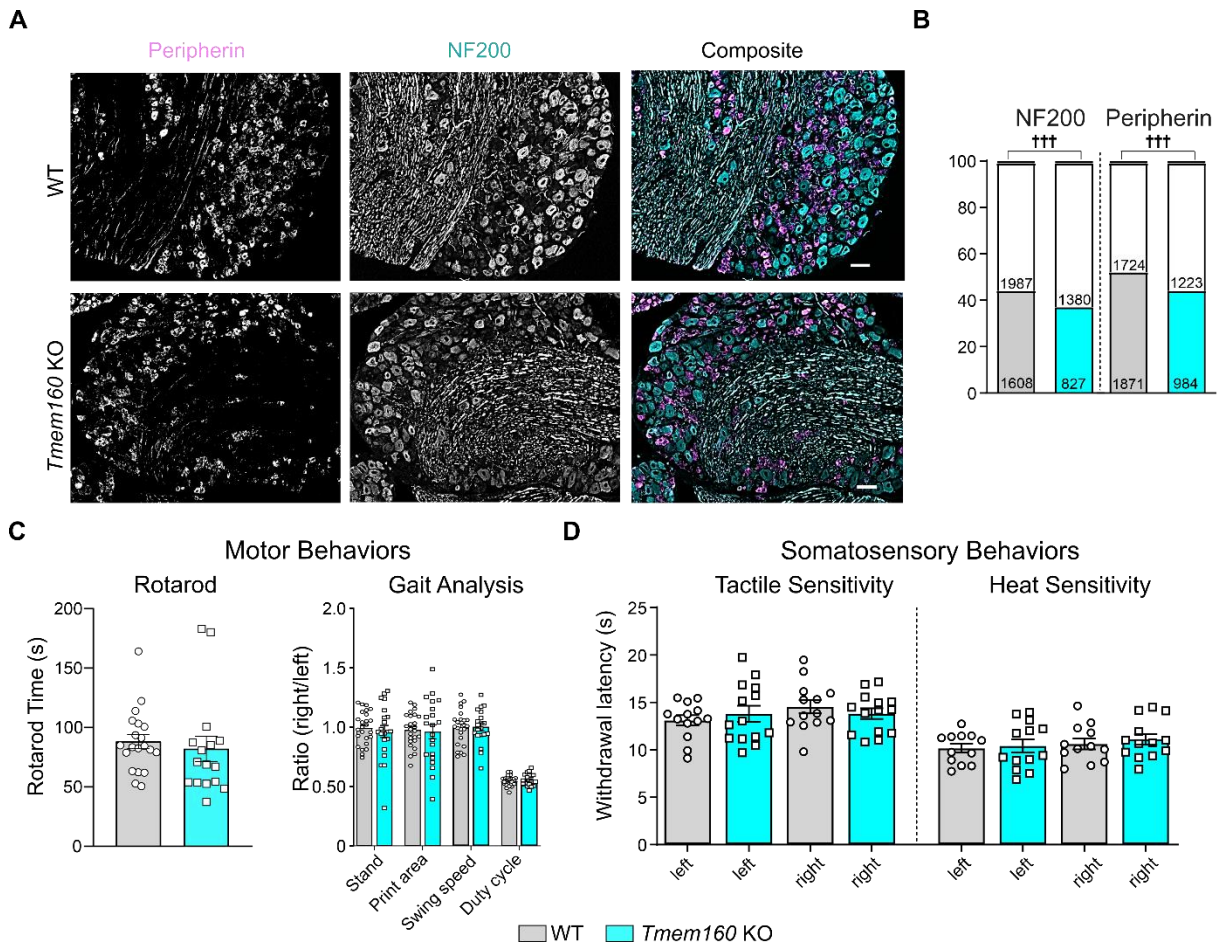 A
Peripherin
NF200
Composite
WT
Tmem160 KO
B
NF200
Peripherin
†††
†††
100
80
60
40
20
0
1987
1380
1724
1223
1608
827
1871
984
C
Motor Behaviors
Rotarod
Gait Analysis
Rotarod Time (s)
200
150
100
50
0
Ratio (right/left)
2.0
1.5
1.0
0.50
0
Stand
Print area
Swing speed
Duty cycle
D
Somatosensory Behaviors
Tactile Sensitivity
Heat Sensitivity
Withdrawal latency (s)
25
20
15
10
5
0
left
left
right
right
left
left
right
right
WT
Tmem160 KO